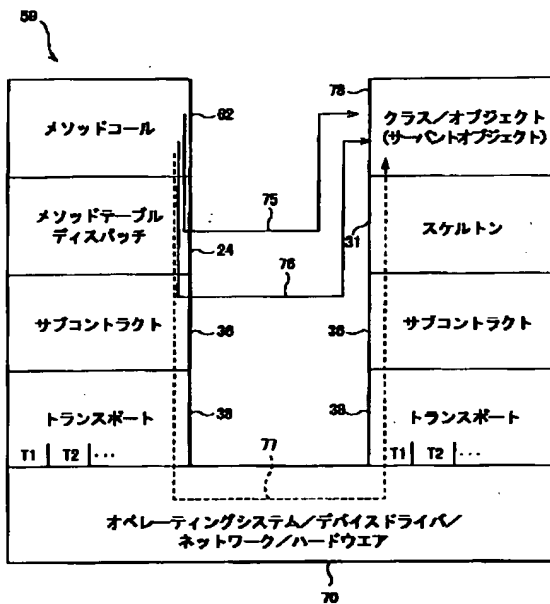 59
メソッドコール
62
メソッドテーブル
ディスパッチ
24
サブコントラクト
36
トランスポート
38
T1 T2 ...
75
76
77
78
クラス/オブジェクト
(サーバントオブジェクト)
31
スケルトン
36
サブコントラクト
38
トランスポート
T1 T2 ...
オペレーティングシステム/デバイスドライバ/
ネットワーク/ハードウエア
70